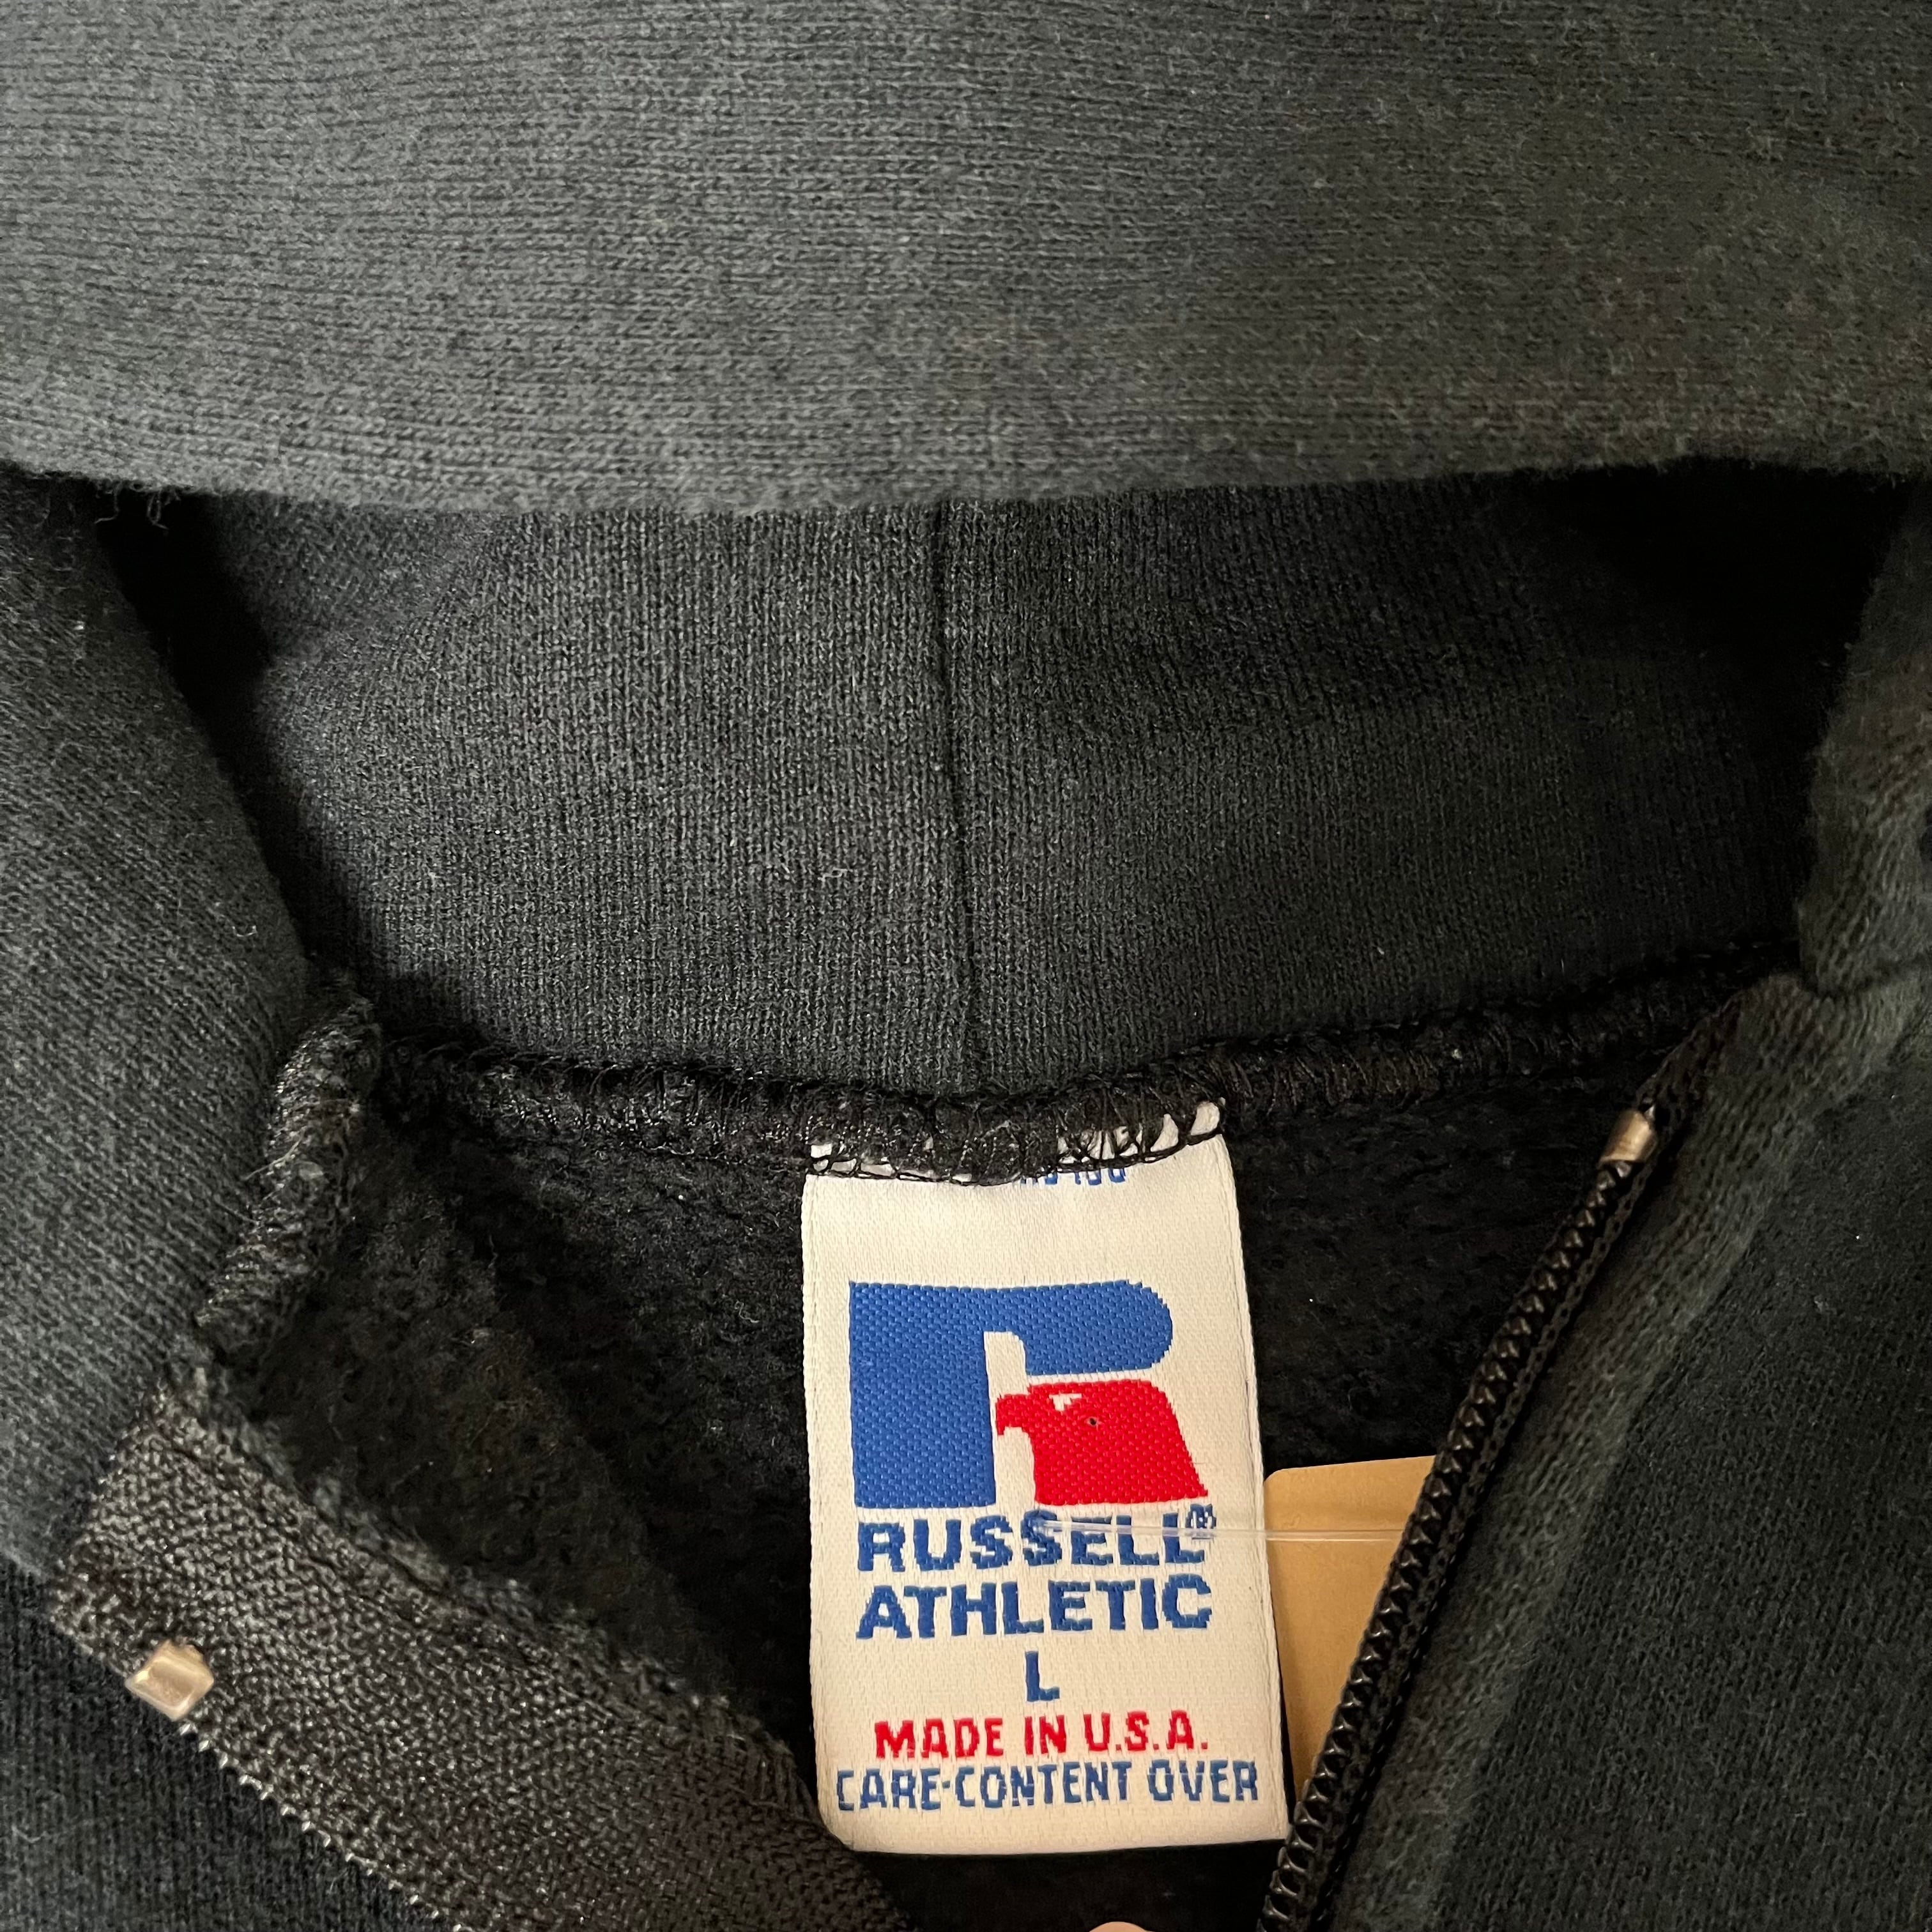 RUSSELL®
ATHLETIC
L
MADE IN U.S.A.
CARE-CONTENT OVER